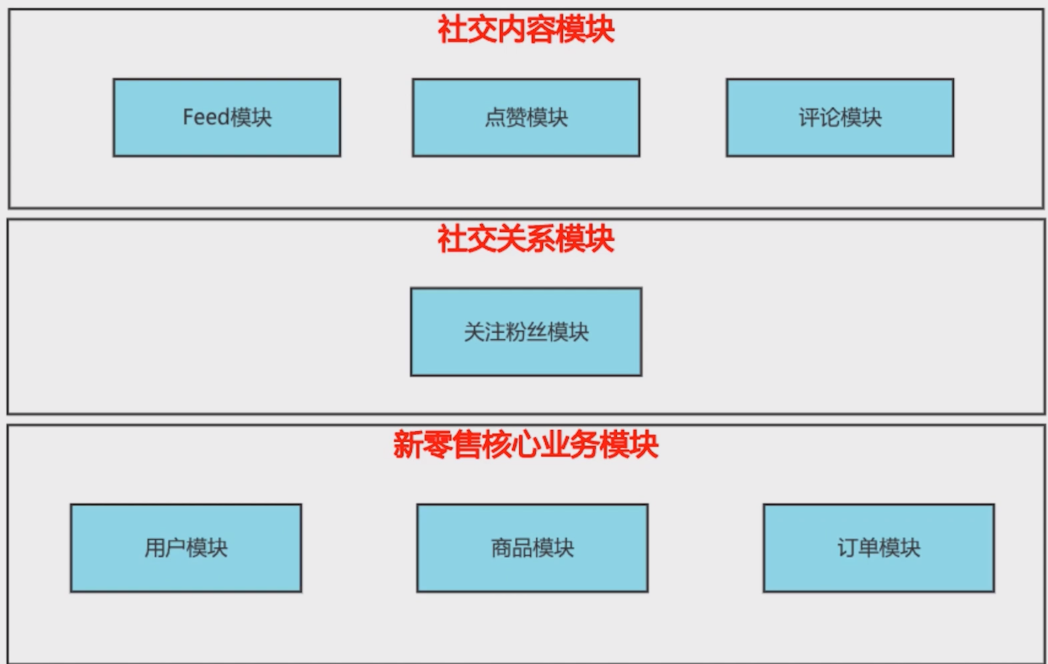 社交内容模块
Feed模块
点赞模块
评论模块
社交关系模块
关注粉丝模块
新零售核心业务模块
用户模块
商品模块
订单模块